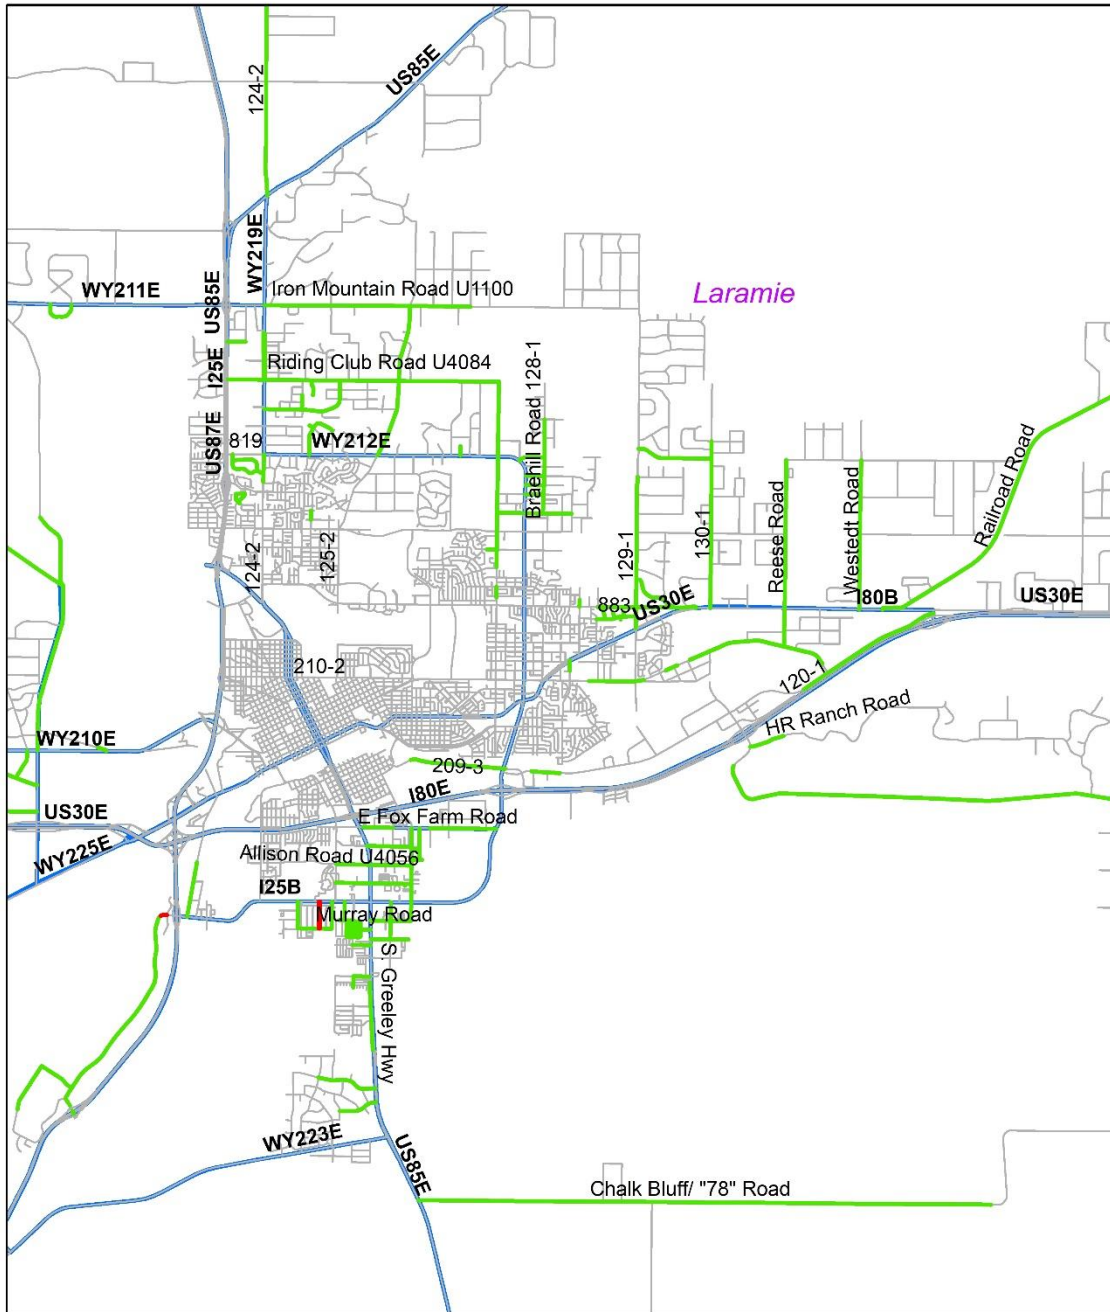 124-2
US85E
WY219E
WY211E
US85E
Iron Mountain Road U1100
Laramie
I25E
Riding Club Road U4084
Braehill Road 128-1
US87E
819
WY212E
Railroad Road
Reese Road
Westedt Road
124-2
125-2
129-1
130-1
883
US30E
I80B
US30E
210-2
120-1
HR Ranch Road
WY210E
209-3
I80E
US30E
E Fox Farm Road
WY225E
Allison Road U4056
I25B
Murray Road
S. Greeley Hwy
WY223E
US85E
Chalk Bluff/ "78" Road